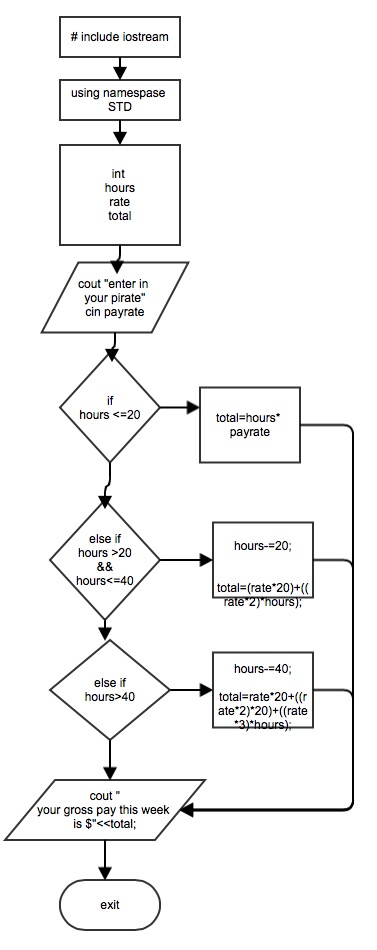 # include iostream
using namespase
STD
int
hours
rate
total
cout "enter in
your pirate"
cin payrate
if
hours <=20
total=hours*
payrate
else if
hours >20
&&
hours<=40
hours-=20;
total=(rate*20)+((
rate*2)*hours);
else if
hours>40
hours-=40;
total=rate*20+((r
ate*2)*20)+((rate
*3)*hours);
cout "
your gross pay this week
is $"<<total;
exit